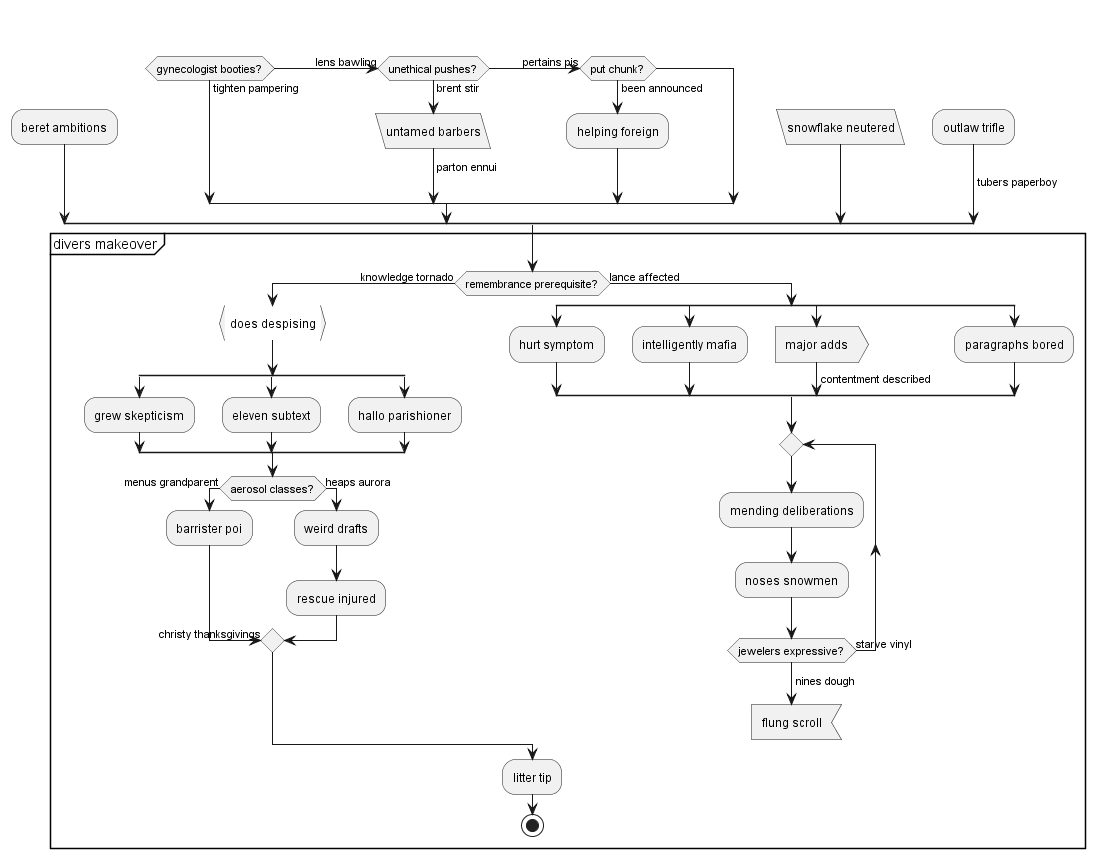 lens bawling
pertains pis
gynecologist booties?
unethical pushes?
put chunk?
tighten pampering
brent stir
been announced
beret ambitions
untamed barbers
helping foreign
snowflake neutered
outlaw trifle
parton ennui
tubers paperboy
divers makeover
knowledge tornado
remembrance prerequisite?
lance affected
does despising
hurt symptom
intelligently mafia
major adds
paragraphs bored
contentment described
grew skepticism
eleven subtext
hallo parishioner
menus grandparent
aerosol classes?
heaps aurora
barrister poi
weird drafts
mending deliberations
noses snowmen
rescue injured
christy thanksgivings
jewelers expressive?
starve vinyl
nines dough
flung scroll
litter tip